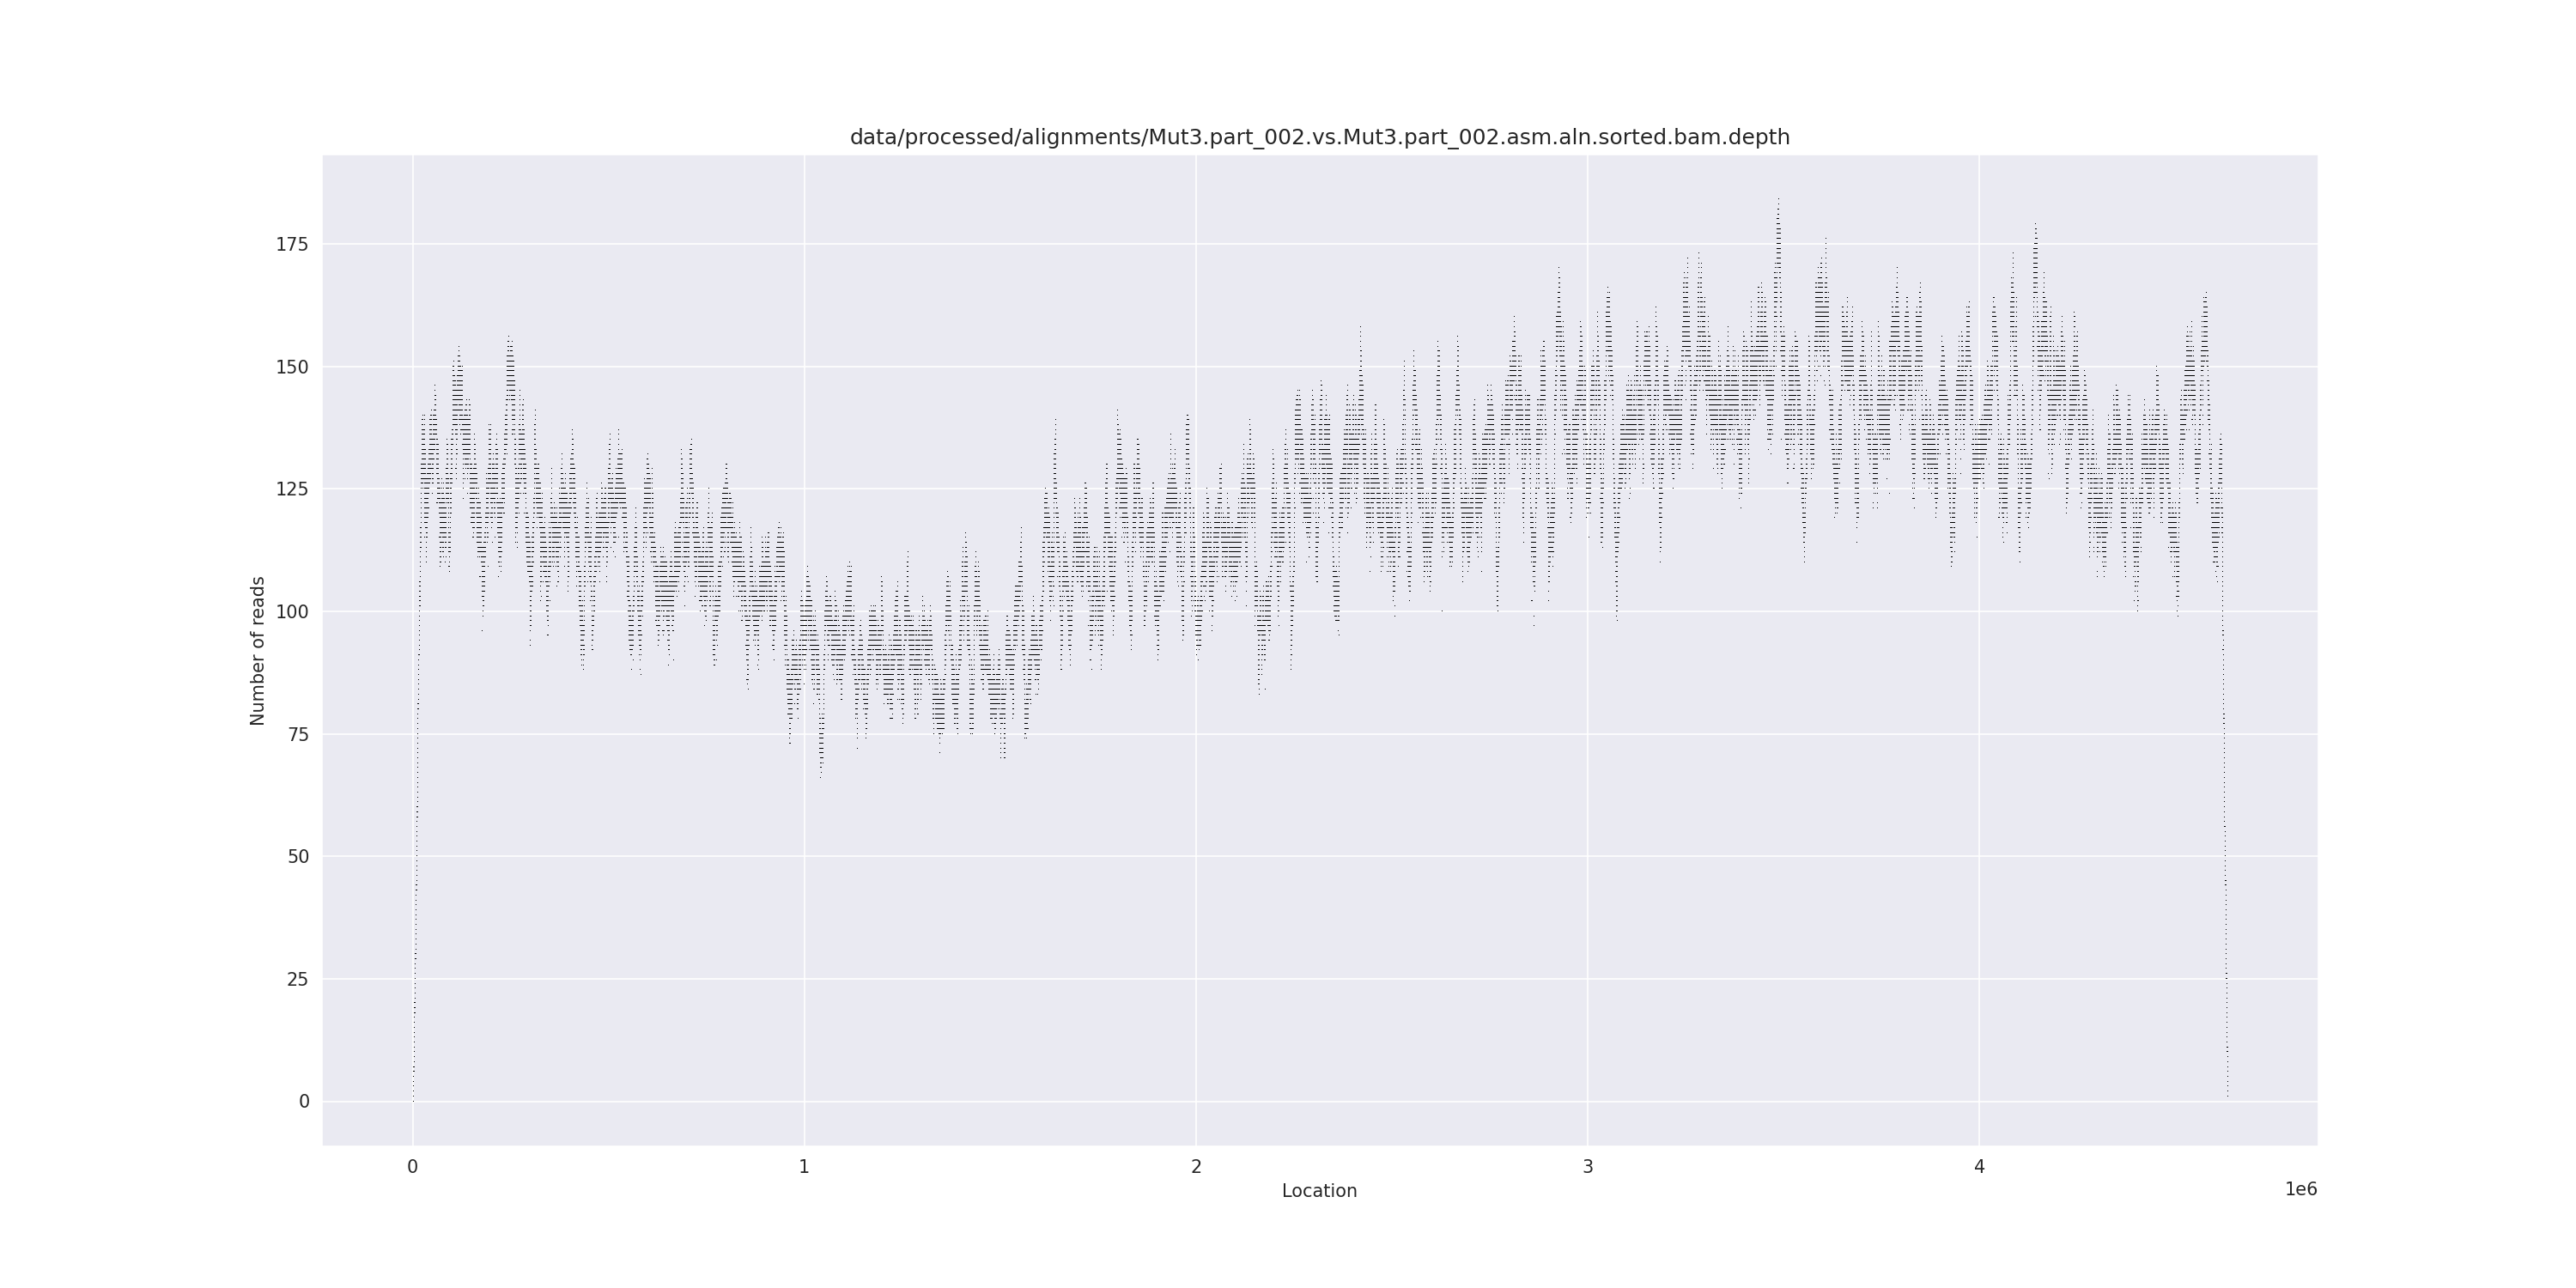 data/processed/alignments/Mut3.part_002.vs.Mut3.part_002.asm.aln.sorted.bam.depth
175
150
125
100
75
50
25
0
Number of reads
0 1 2 3 4
Location
1e6